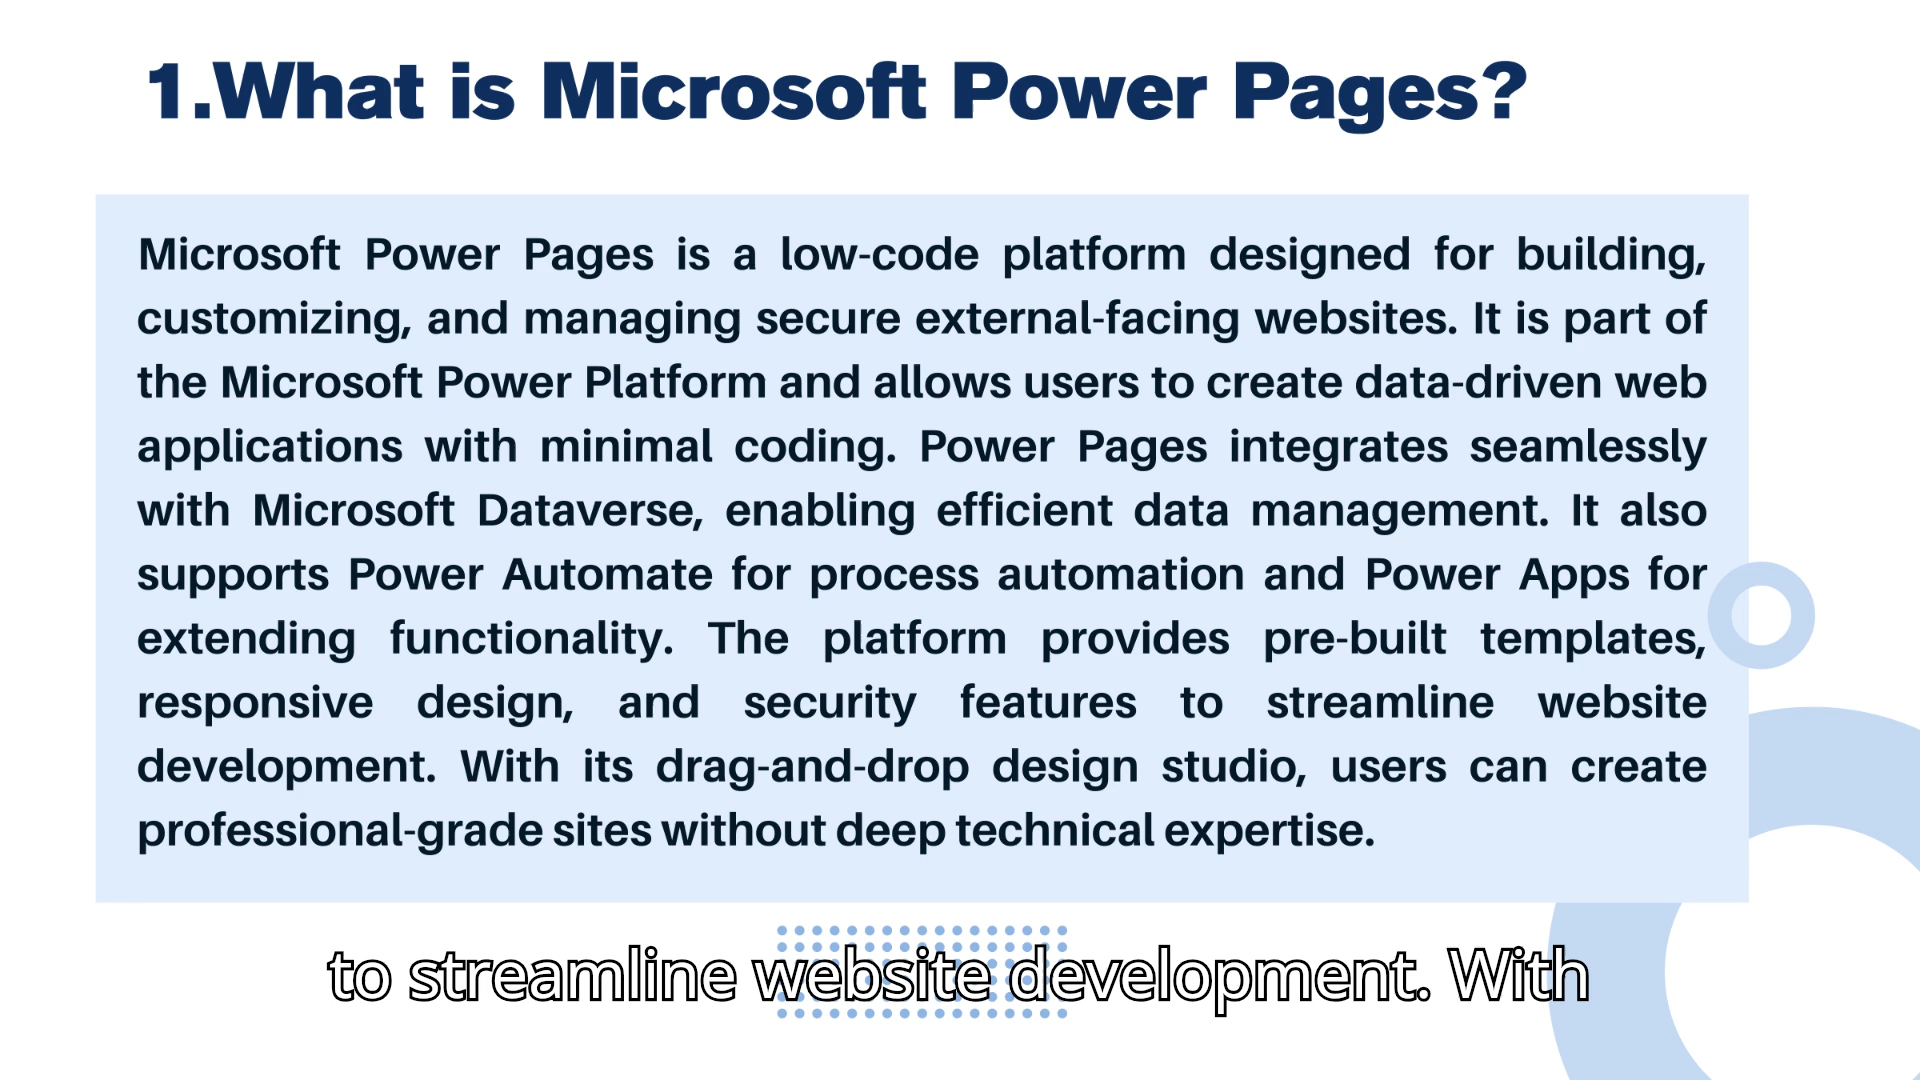 1.What is Microsoft Power Pages?
Microsoft Power Pages is a low-code platform designed for building,
customizing, and managing secure external-facing websites. It is part of
the Microsoft Power Platform and allows users to create data-driven web
applications with minimal coding. Power Pages integrates seamlessly
with Microsoft Dataverse, enabling efficient data management. It also
supports Power Automate for process automation and Power Apps for
extending functionality. The platform provides pre-built templates,
responsive design, and security features to streamline website
development. With its drag-and-drop design studio, users can create
professional-grade sites without deep technical expertise.
to streamline website development. With